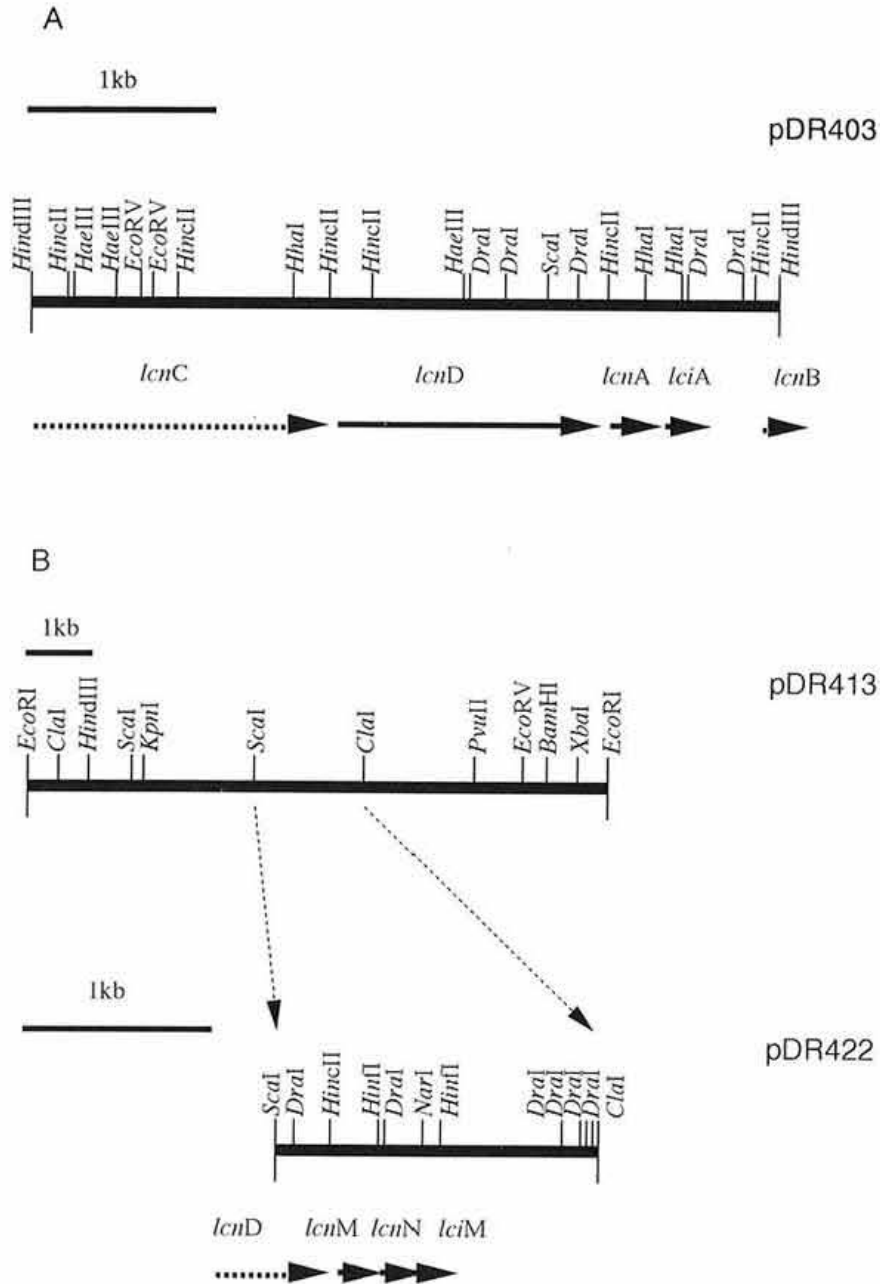 A
1kb
pDR403
HindIII HincII HaeIII HaeIII EcoRV EcoRV HincII HhaI HincII HincII HaeIII DraI DraI ScaI DraI HincII HhaI HhaI DraI DraI HincII HindIII
lcnC lcnD lcnA lciA lcnB
B
1kb
pDR413
EcoRI ClaI HindIII ScaI KpnI ScaI ClaI PvuII EcoRV BamHI XbaI EcoRI
1kb
pDR422
ScaI DraI HincII HinfI DraI NarI HinfI DraI DraI DraI DraI ClaI
lcnD lcnM lcnN lciM